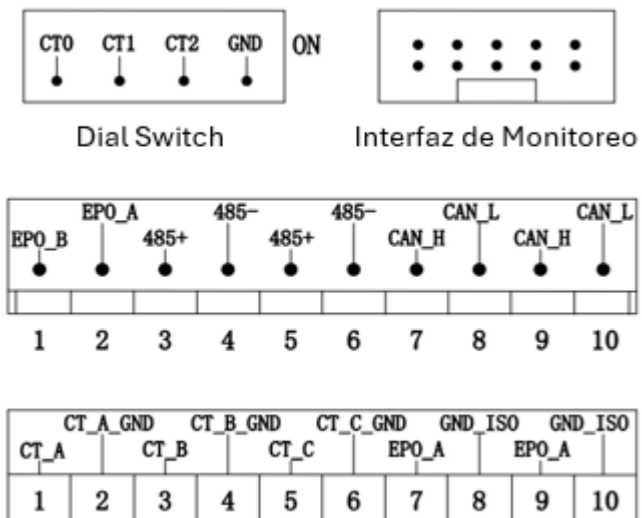 CT0 CT1 CT2 GND ON
Dial Switch
Interfaz de Monitoreo
EPO_A 485- 485- CAN_L CAN_L
EPO_B 485+ 485+ CAN_H CAN_H
1 2 3 4 5 6 7 8 9 10
CT_A_GND CT_B_GND CT_C_GND GND_ISO GND_ISO
CT_A CT_B CT_C EPO_A EPO_A
1 2 3 4 5 6 7 8 9 10